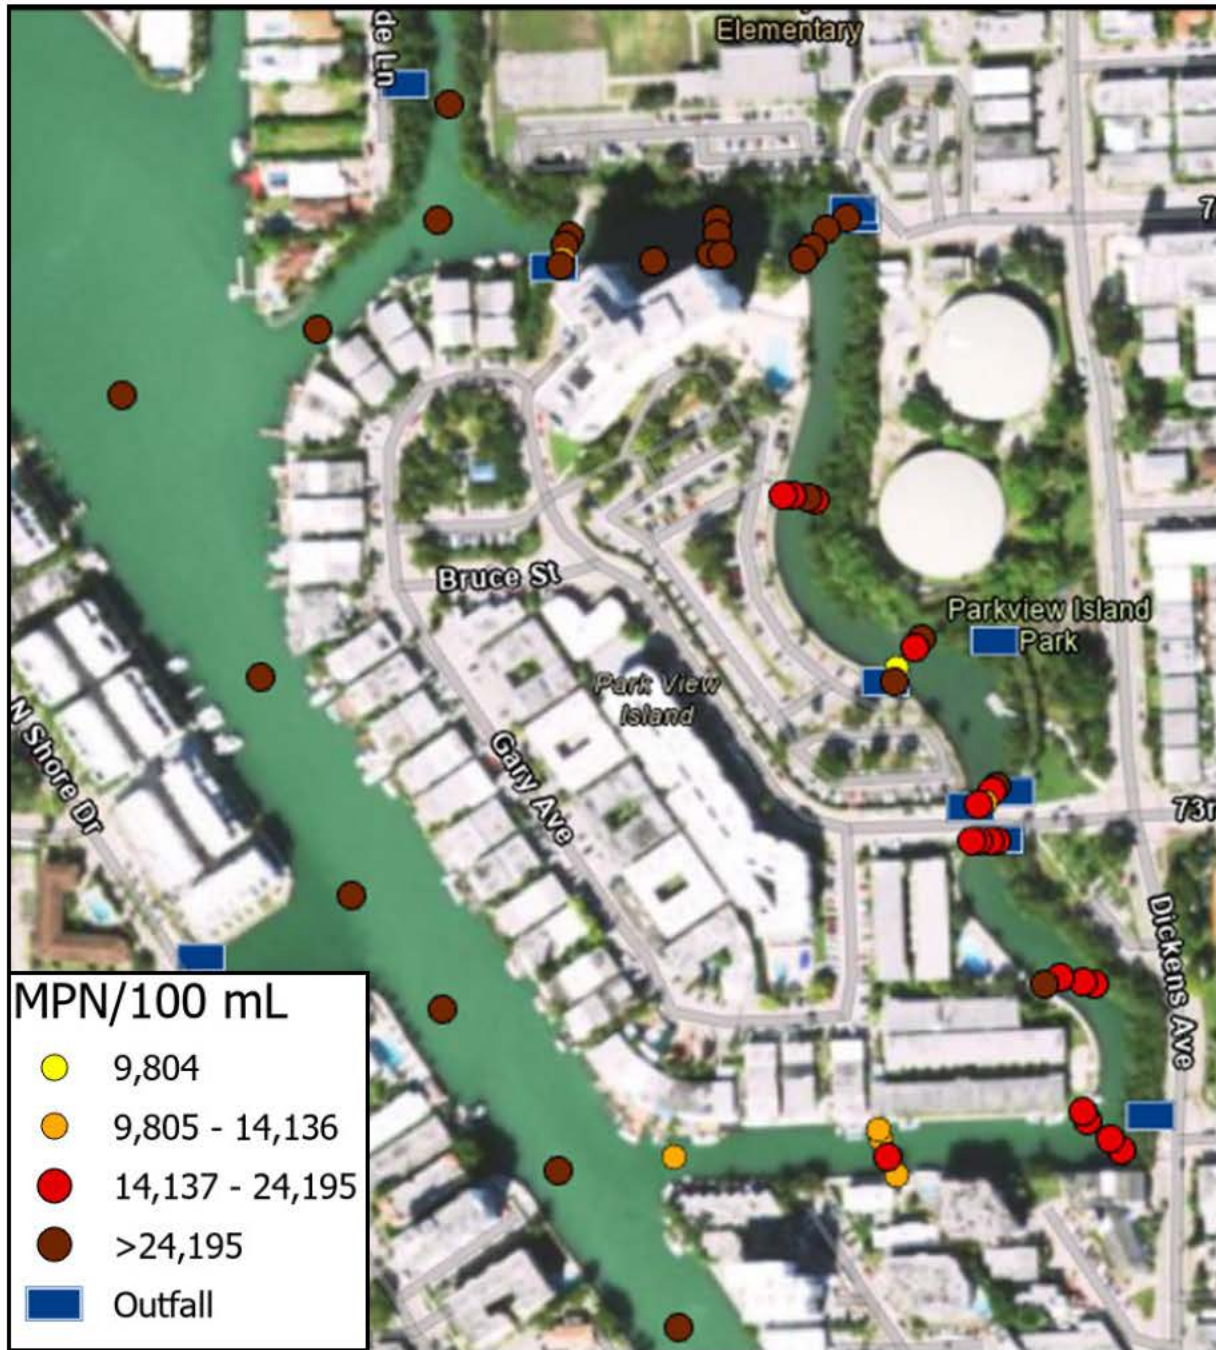 de Ln
Elementary
7
Bruce St
Parkview Island
Park
Park View
Island
N Shore Dr
Gary Ave
73r
Dickens Ave
MPN/100 mL
9,804
9,805 - 14,136
14,137 - 24,195
>24,195
Outfall